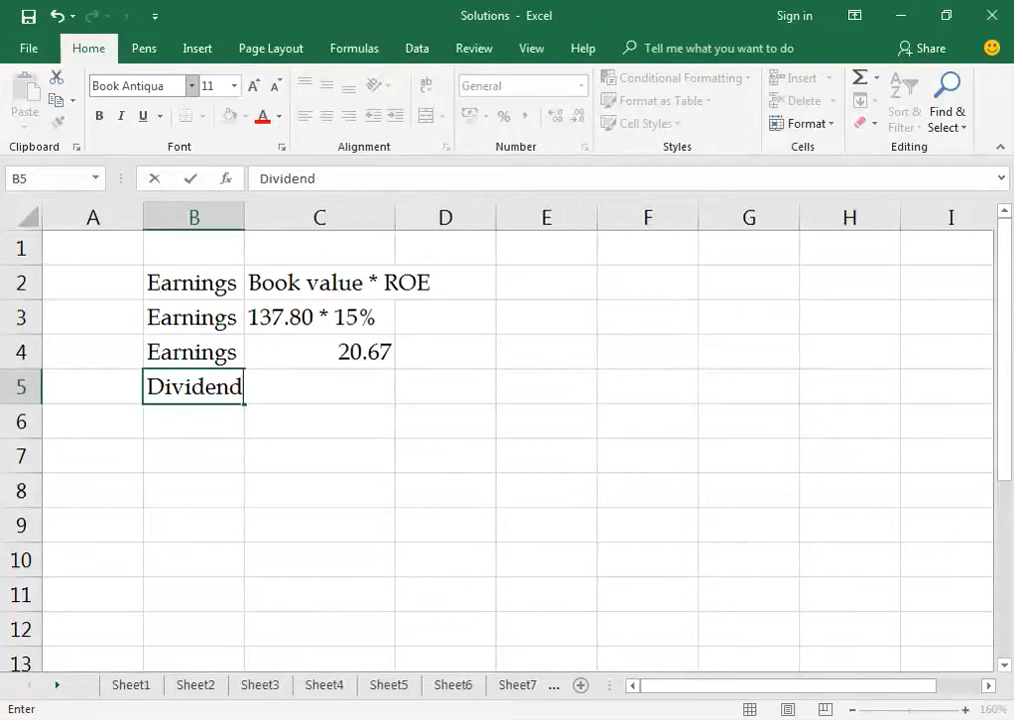 Solutions - Excel
Sign in
File Home Pens Insert Page Layout Formulas Data Review View Help Tell me what you want to do Share
Paste
Book Antiqua 11
General
Conditional Formatting
Format as Table
Cell Styles
Insert
Delete
Format
Sort & Filter
Find & Select
Clipboard Font Alignment Number Styles Cells Editing
B5 Dividend
A B C D E F G H I
1
2 Earnings Book value * ROE
3 Earnings 137.80 * 15%
4 Earnings 20.67
5 Dividend
6
7
8
9
10
11
12
13
Sheet1 Sheet2 Sheet3 Sheet4 Sheet5 Sheet6 Sheet7 ...
Enter 160%